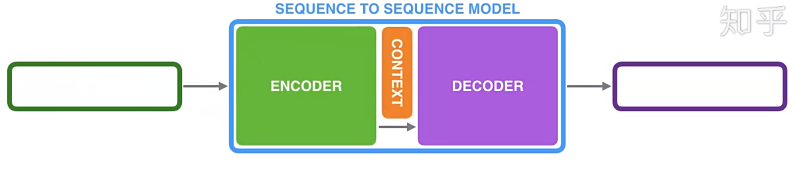 SEQUENCE TO SEQUENCE MODEL
知乎
ENCODER
CONTEXT
DECODER